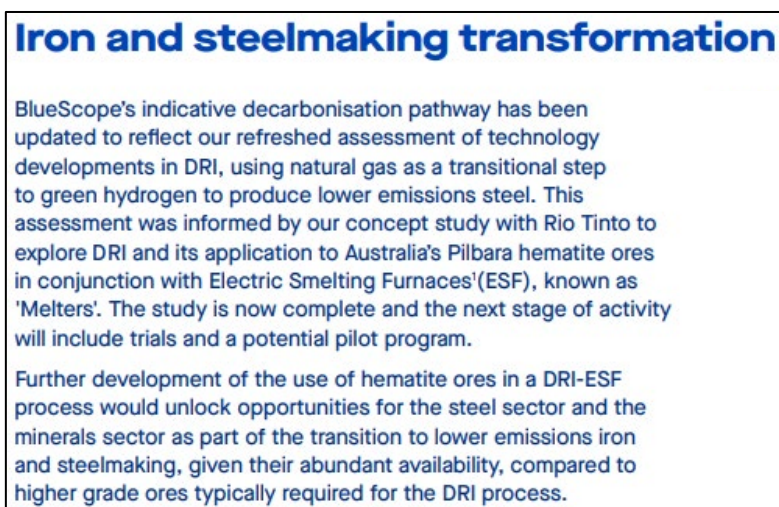 Iron and steelmaking transformation
BlueScope's indicative decarbonisation pathway has been
updated to reflect our refreshed assessment of technology
developments in DRI, using natural gas as a transitional step
to green hydrogen to produce lower emissions steel. This
assessment was informed by our concept study with Rio Tinto to
explore DRI and its application to Australia's Pilbara hematite ores
in conjunction with Electric Smelting Furnaces¹(ESF), known as
'Melters'. The study is now complete and the next stage of activity
will include trials and a potential pilot program.
Further development of the use of hematite ores in a DRI-ESF
process would unlock opportunities for the steel sector and the
minerals sector as part of the transition to lower emissions iron
and steelmaking, given their abundant availability, compared to
higher grade ores typically required for the DRI process.